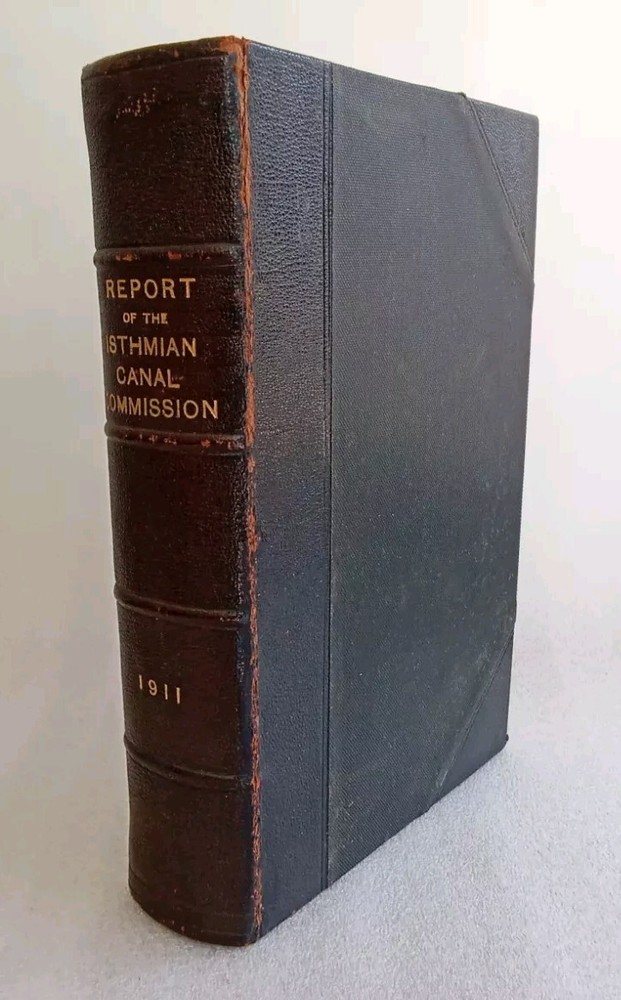 REPORT
OF THE
ISTHMIAN
CANAL
COMMISSION
1911